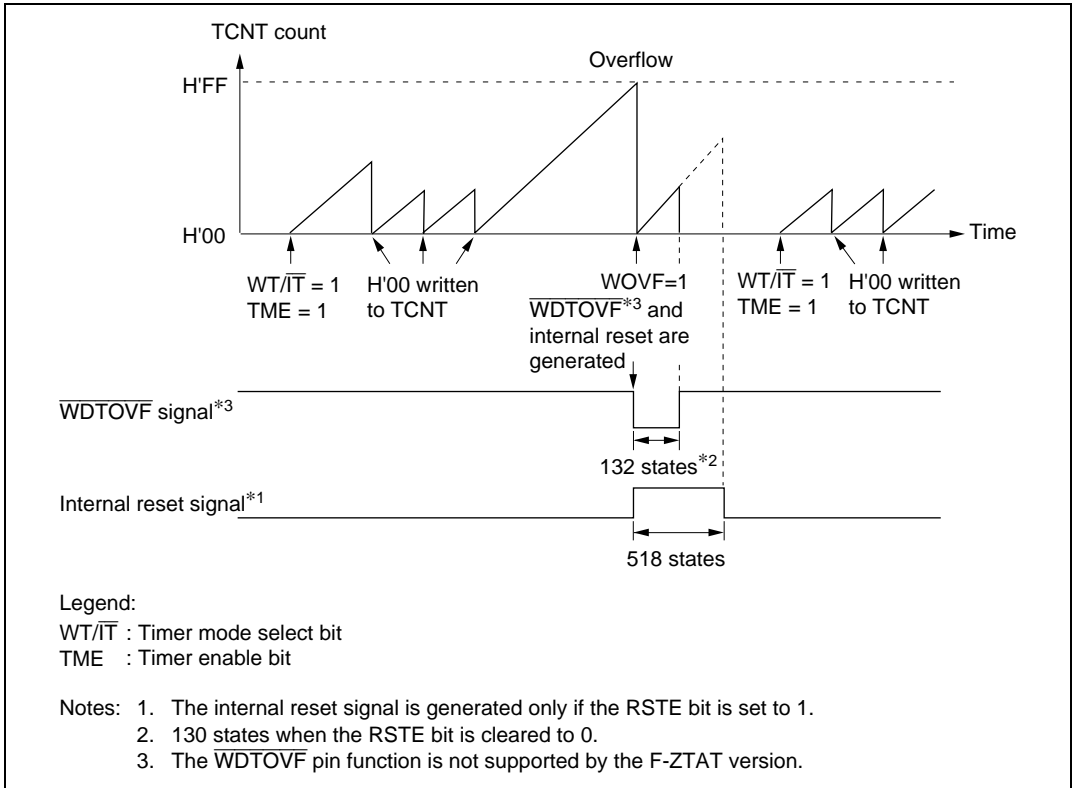 TCNT count
Overflow
H'FF
H'00
Time
WT/IT = 1
TME = 1
H'00 written
to TCNT
WOVF=1
WDTOVF*3 and
internal reset are
generated
WT/IT = 1
TME = 1
H'00 written
to TCNT
WDTOVF signal*3
132 states*2
Internal reset signal*1
518 states
Legend:
WT/IT : Timer mode select bit
TME : Timer enable bit
Notes: 1. The internal reset signal is generated only if the RSTE bit is set to 1.
2. 130 states when the RSTE bit is cleared to 0.
3. The WDTOVF pin function is not supported by the F-ZTAT version.